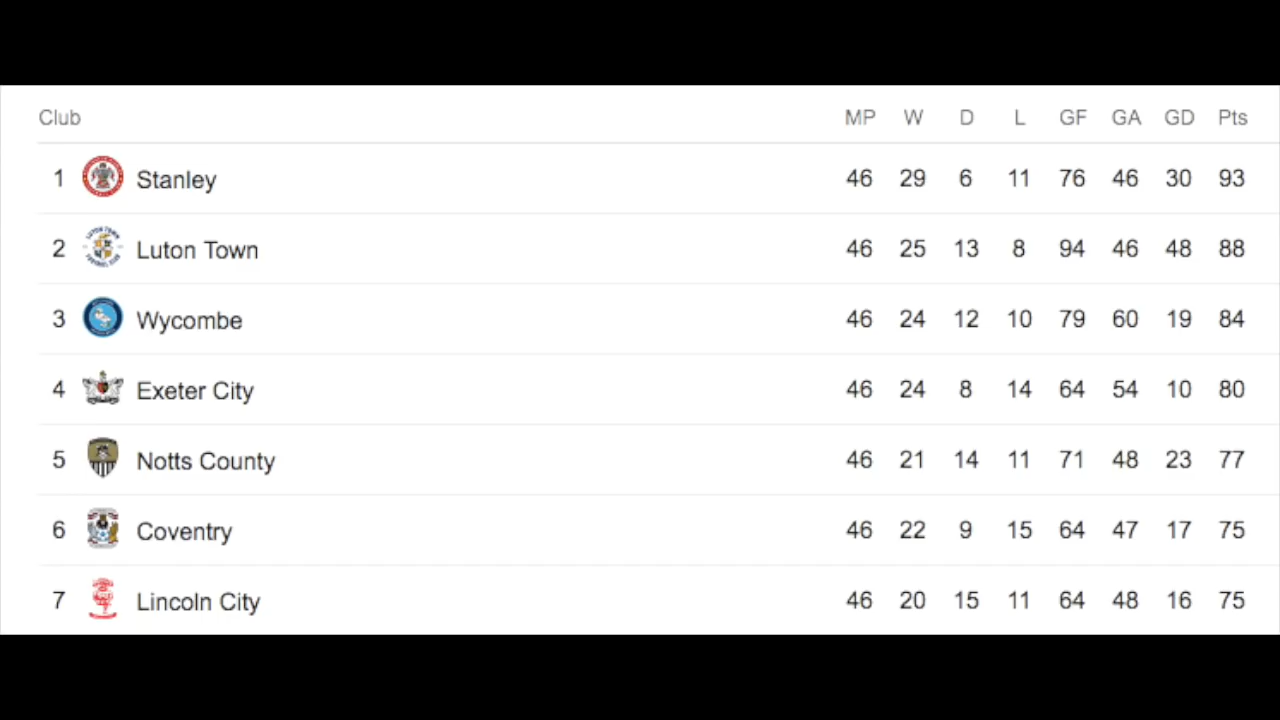 Club MP W D L GF GA GD Pts
1 Stanley 46 29 6 11 76 46 30 93
2 Luton Town 46 25 13 8 94 46 48 88
3 Wycombe 46 24 12 10 79 60 19 84
4 Exeter City 46 24 8 14 64 54 10 80
5 Notts County 46 21 14 11 71 48 23 77
6 Coventry 46 22 9 15 64 47 17 75
7 Lincoln City 46 20 15 11 64 48 16 75